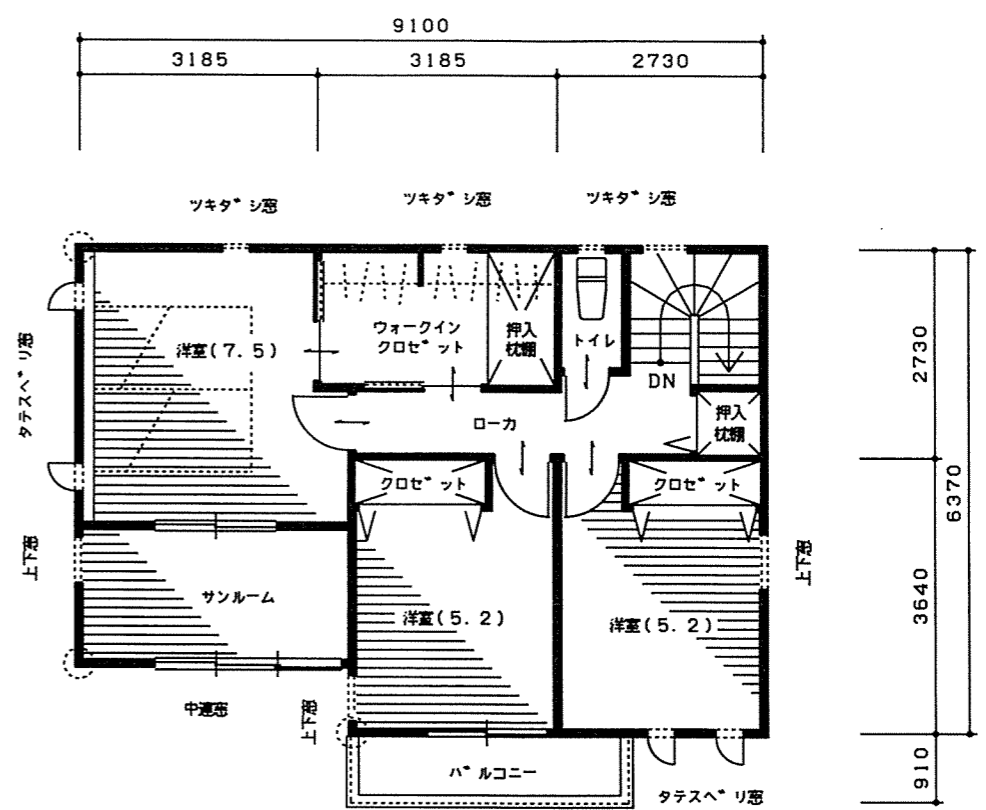 9100
3185
3185
2730
ツキダシ窓
ツキダシ窓
ツキダシ窓
タテスベリ窓
洋室(7.5)
ウォークイン
クロゼット
押入
枕棚
トイレ
DN
押入
枕棚
ローカ
クロゼット
クロゼット
上下窓
サンルーム
洋室(5.2)
洋室(5.2)
上下窓
中連窓
上下窓
バルコニー
タテスベリ窓
2730
3640
6370
910